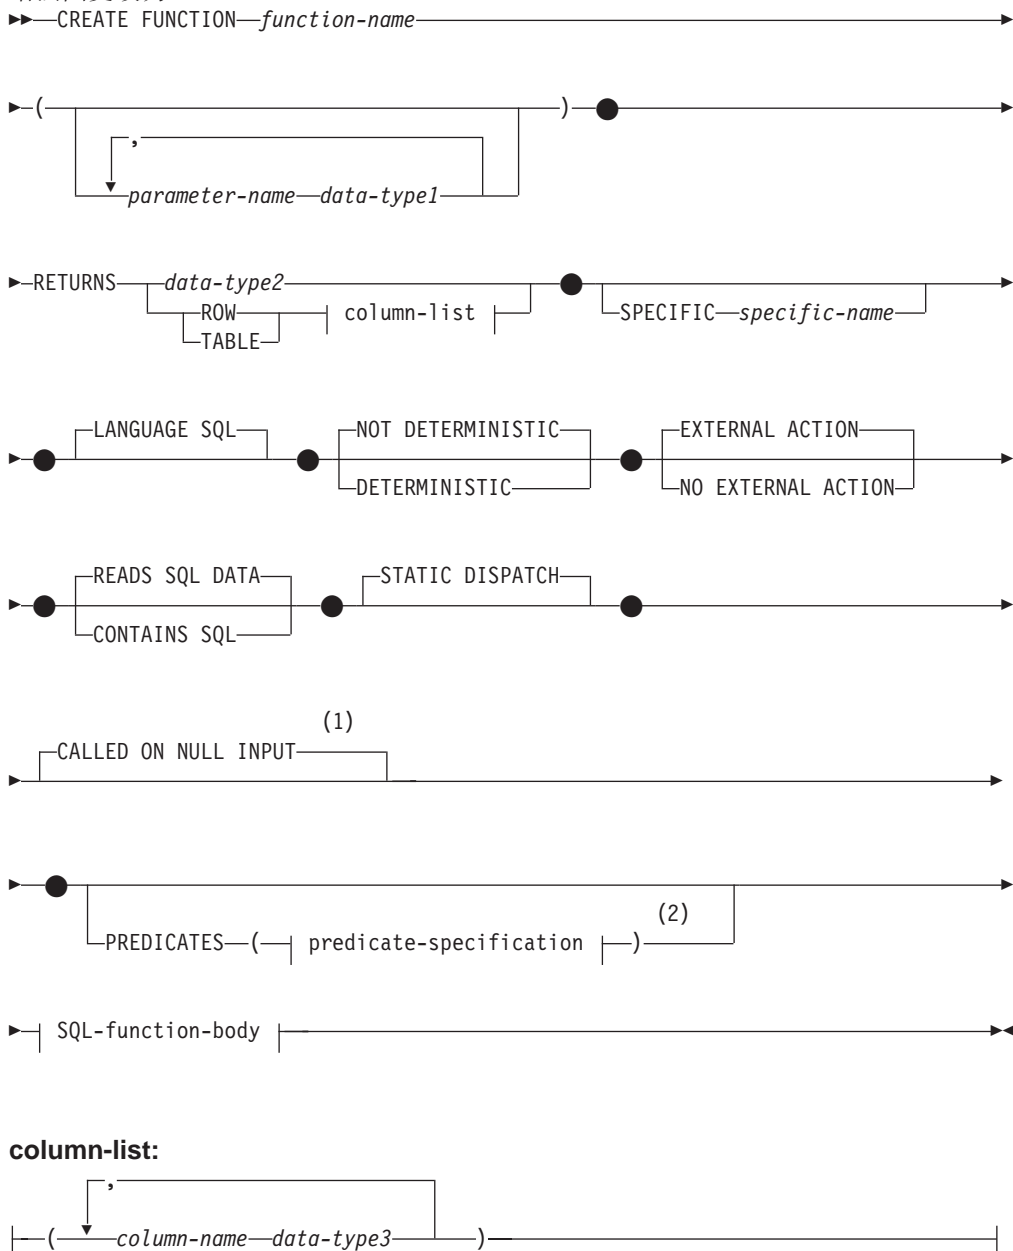 CREATE FUNCTION function-name
( )
,
parameter-name data-type1
RETURNS data-type2
ROW column-list SPECIFIC specific-name
TABLE
LANGUAGE SQL NOT DETERMINISTIC EXTERNAL ACTION
DETERMINISTIC NO EXTERNAL ACTION
READS SQL DATA STATIC DISPATCH
CONTAINS SQL
(1)
CALLED ON NULL INPUT
(2)
PREDICATES ( predicate-specification )
SQL-function-body
column-list:
,
( column-name data-type3 )